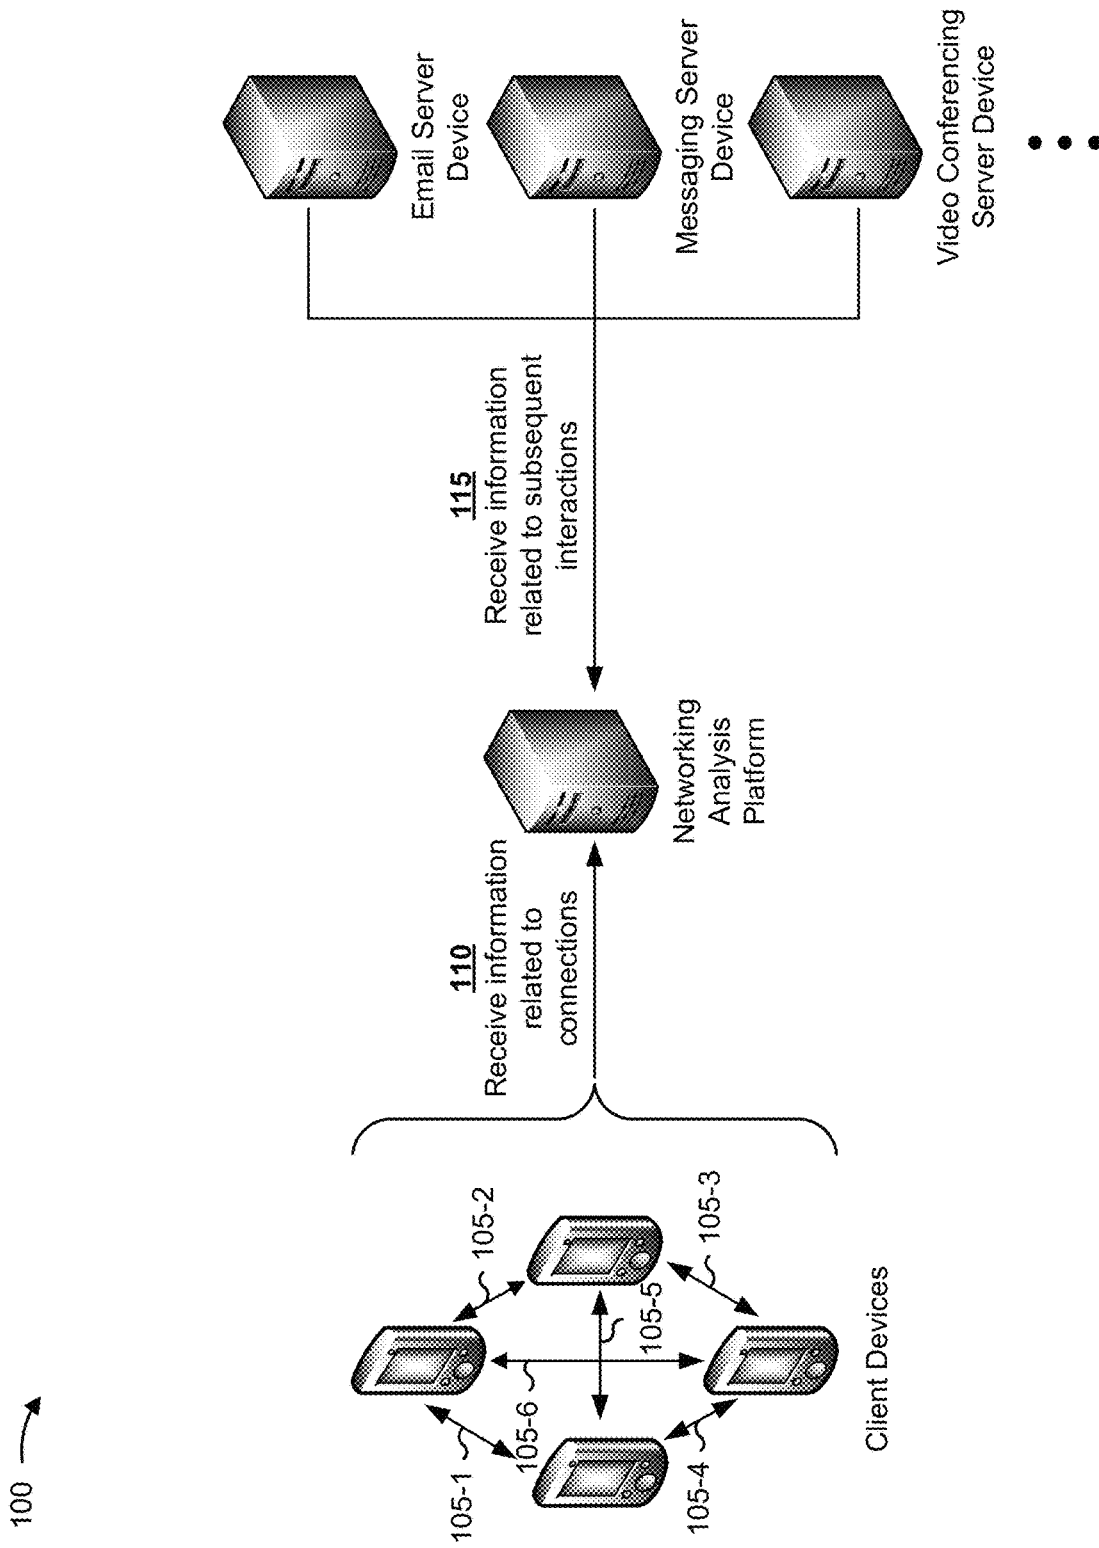 100
105-1
105-2
105-6
105-5
105-4
105-3
Client Devices
110
Receive information
related to
connections
Networking
Analysis
Platform
115
Receive information
related to subsequent
interactions
Email Server
Device
Messaging Server
Device
Video Conferencing
Server Device